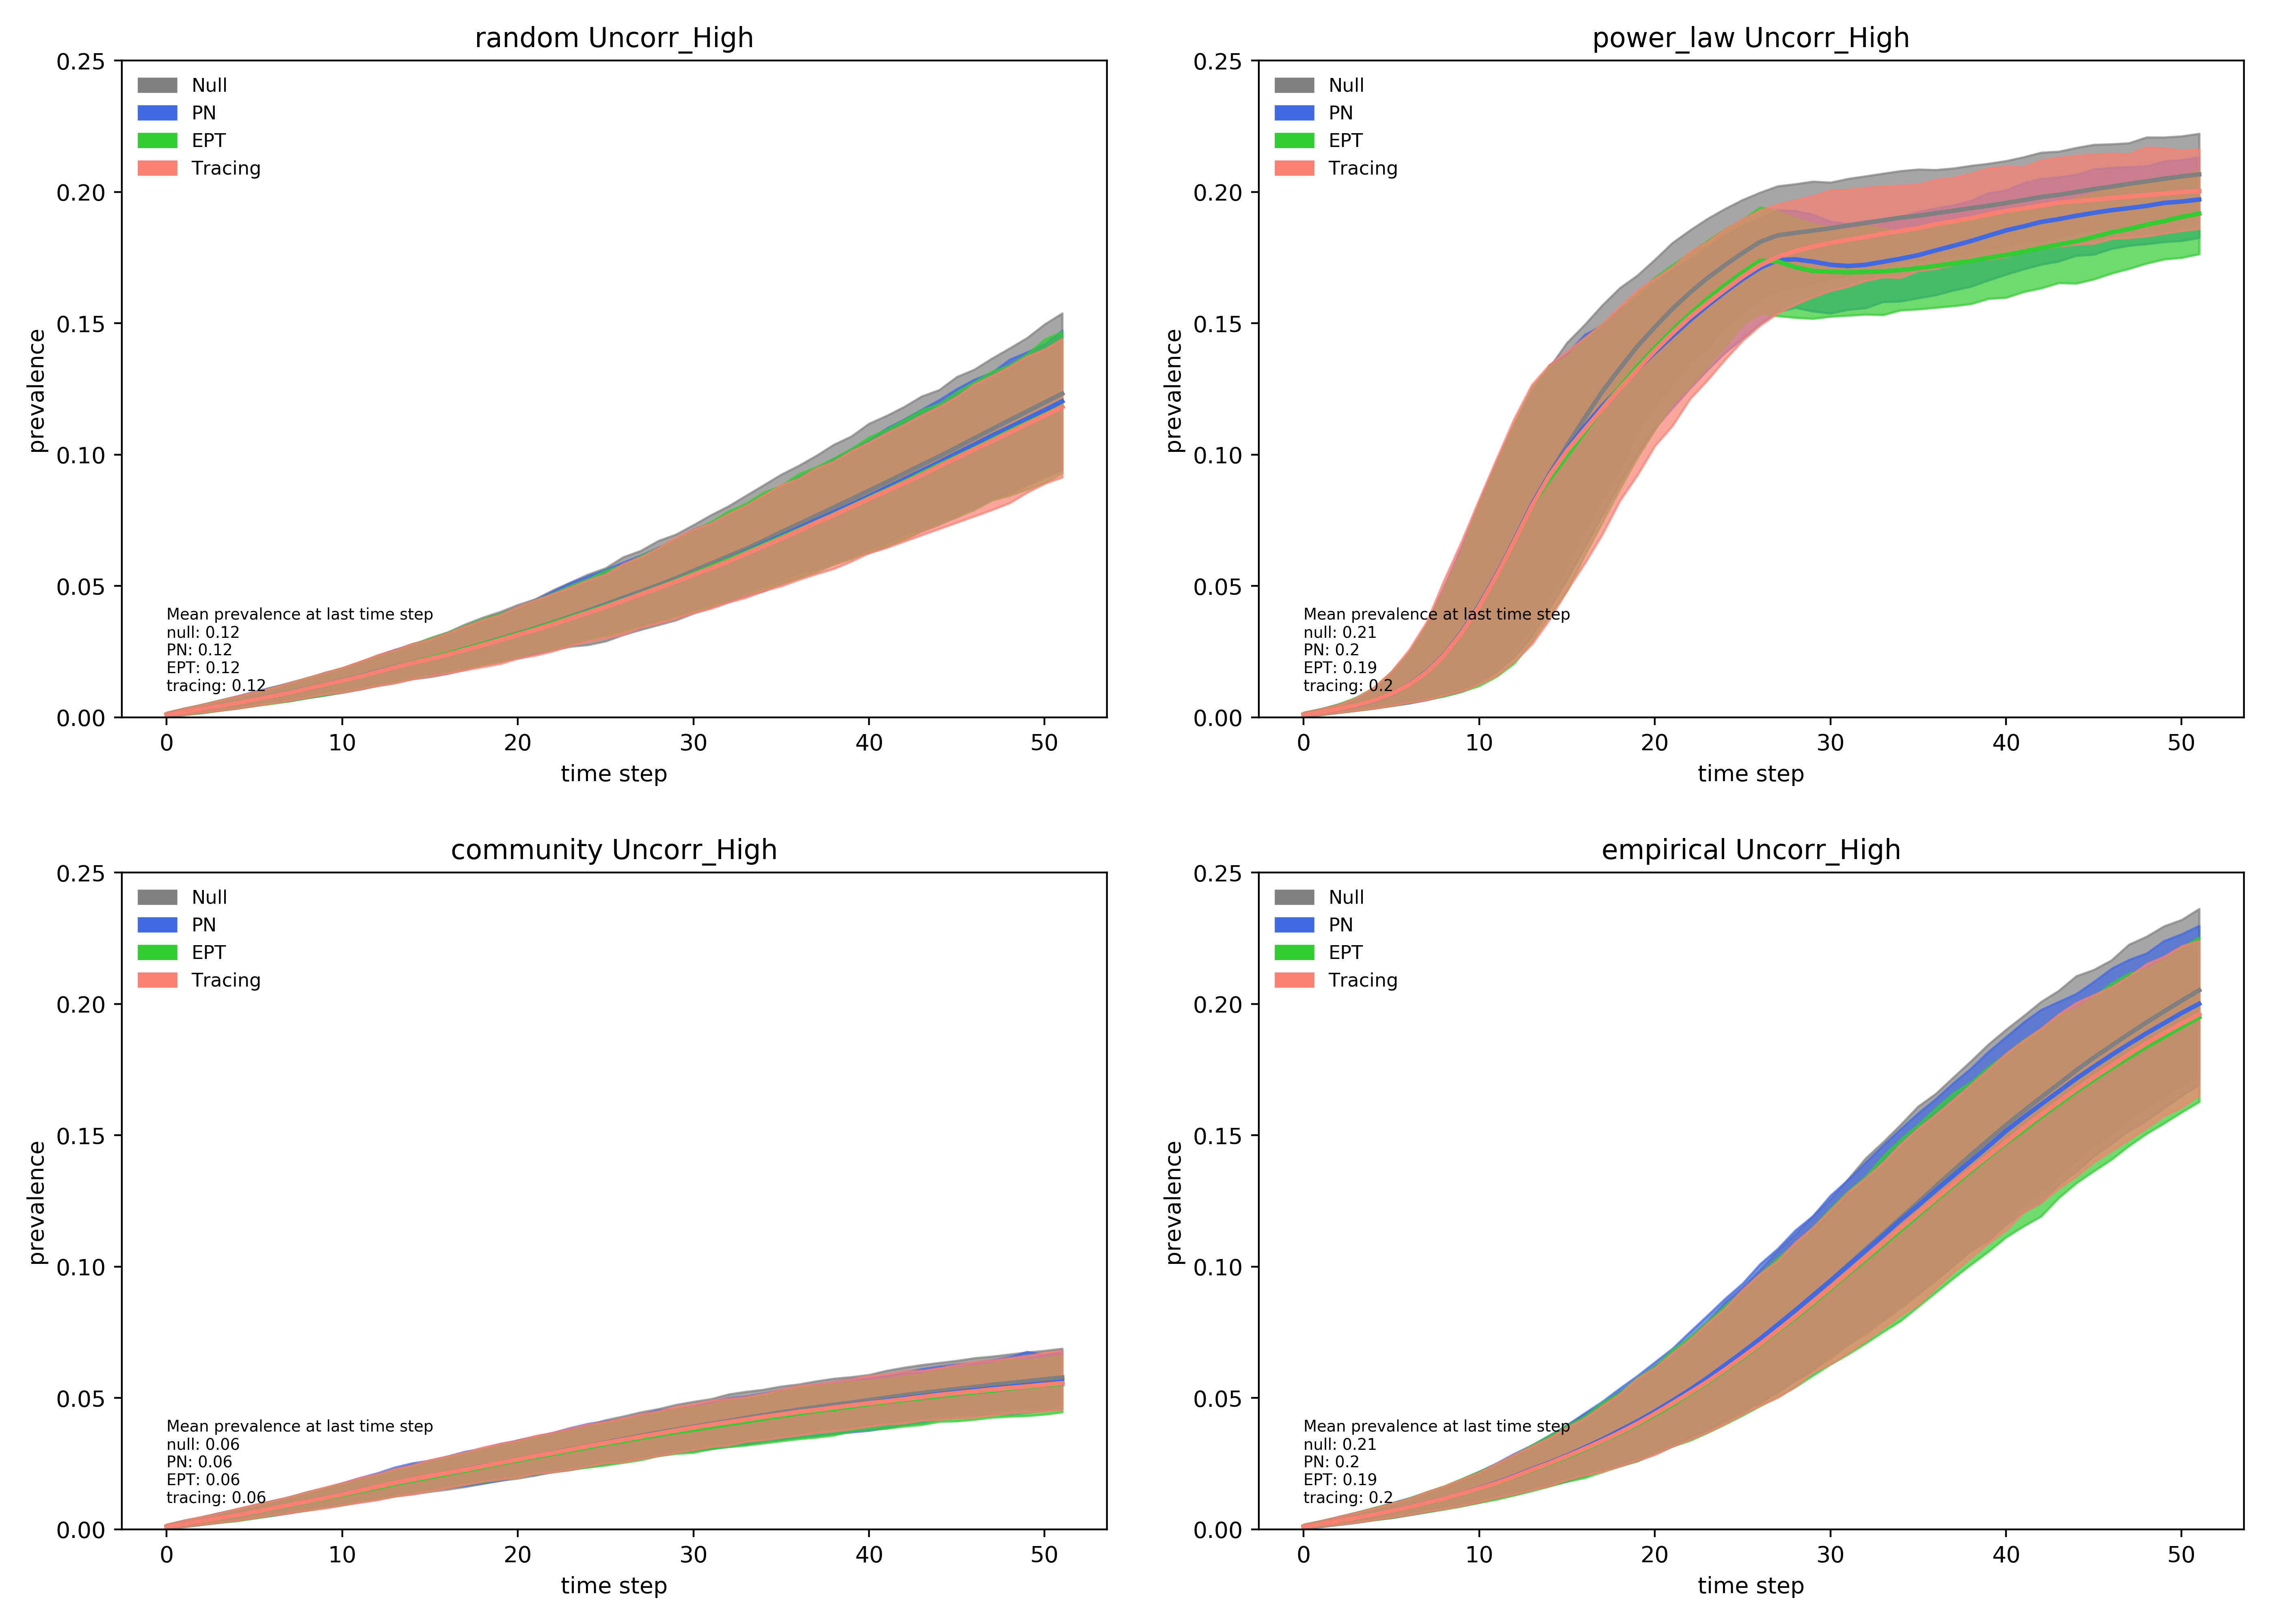 random Uncorr_High
0.25
0.20
0.15
0.10
0.05
0.00
prevalence
Null
PN
EPT
Tracing
Mean prevalence at last time step
null: 0.12
PN: 0.12
EPT: 0.12
tracing: 0.12
0 10 20 30 40 50
time step
power_law Uncorr_High
0.25
0.20
0.15
0.10
0.05
0.00
prevalence
Null
PN
EPT
Tracing
Mean prevalence at last time step
null: 0.21
PN: 0.2
EPT: 0.19
tracing: 0.2
0 10 20 30 40 50
time step
community Uncorr_High
0.25
0.20
0.15
0.10
0.05
0.00
prevalence
Null
PN
EPT
Tracing
Mean prevalence at last time step
null: 0.06
PN: 0.06
EPT: 0.06
tracing: 0.06
0 10 20 30 40 50
time step
empirical Uncorr_High
0.25
0.20
0.15
0.10
0.05
0.00
prevalence
Null
PN
EPT
Tracing
Mean prevalence at last time step
null: 0.21
PN: 0.2
EPT: 0.19
tracing: 0.2
0 10 20 30 40 50
time step